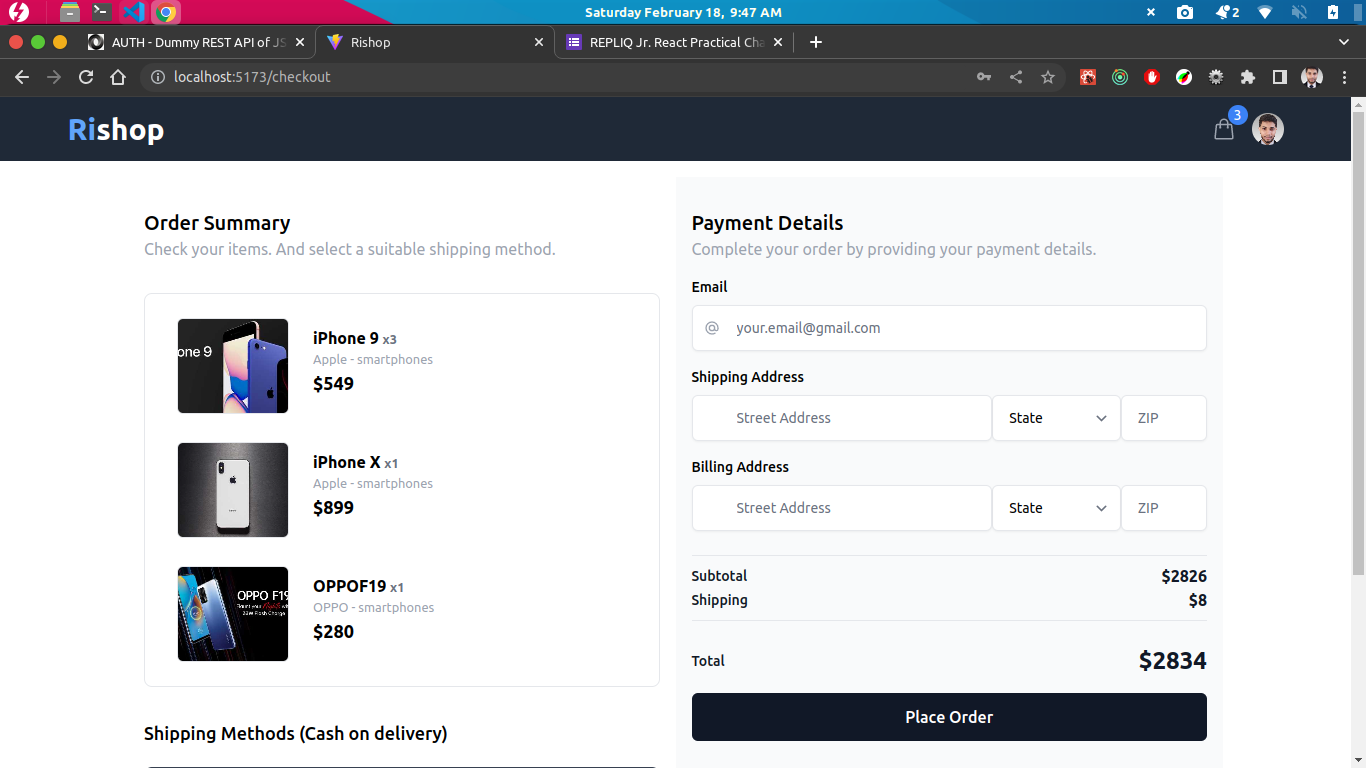 Saturday February 18, 9:47 AM
2
AUTH - Dummy REST API of JS
Rishop
REPLIQ Jr. React Practical Cha
localhost:5173/checkout
Rishop
3
Order Summary
Check your items. And select a suitable shipping method.
one 9
iPhone 9 x3
Apple - smartphones
$549
iPhone X x1
Apple - smartphones
$899
OPPO F19
OPPOF19 x1
OPPO - smartphones
$280
Shipping Methods (Cash on delivery)
Payment Details
Complete your order by providing your payment details.
Email
@ your.email@gmail.com
Shipping Address
Street Address State ZIP
Billing Address
Street Address State ZIP
Subtotal $2826
Shipping $8
Total $2834
Place Order